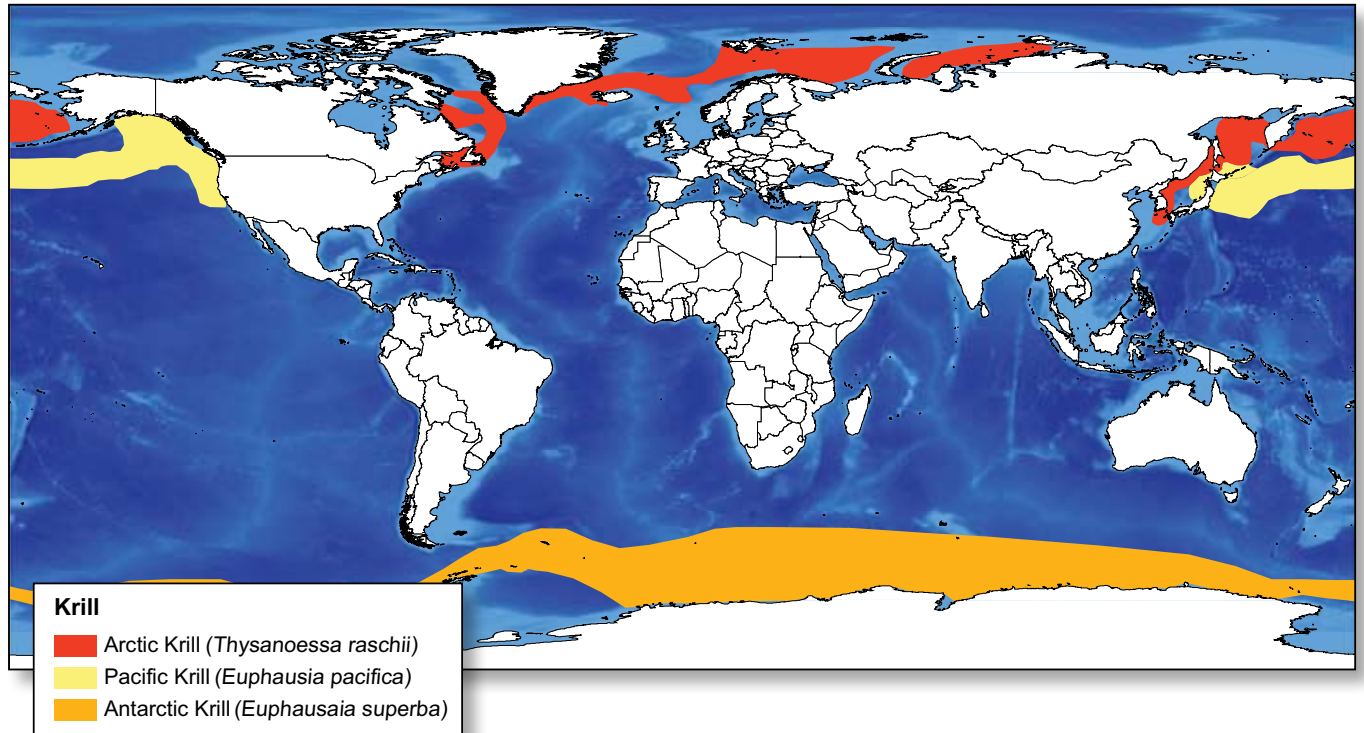 Krill
Arctic Krill (Thysanoessa raschii)
Pacific Krill (Euphausia pacifica)
Antarctic Krill (Euphausaia superba)